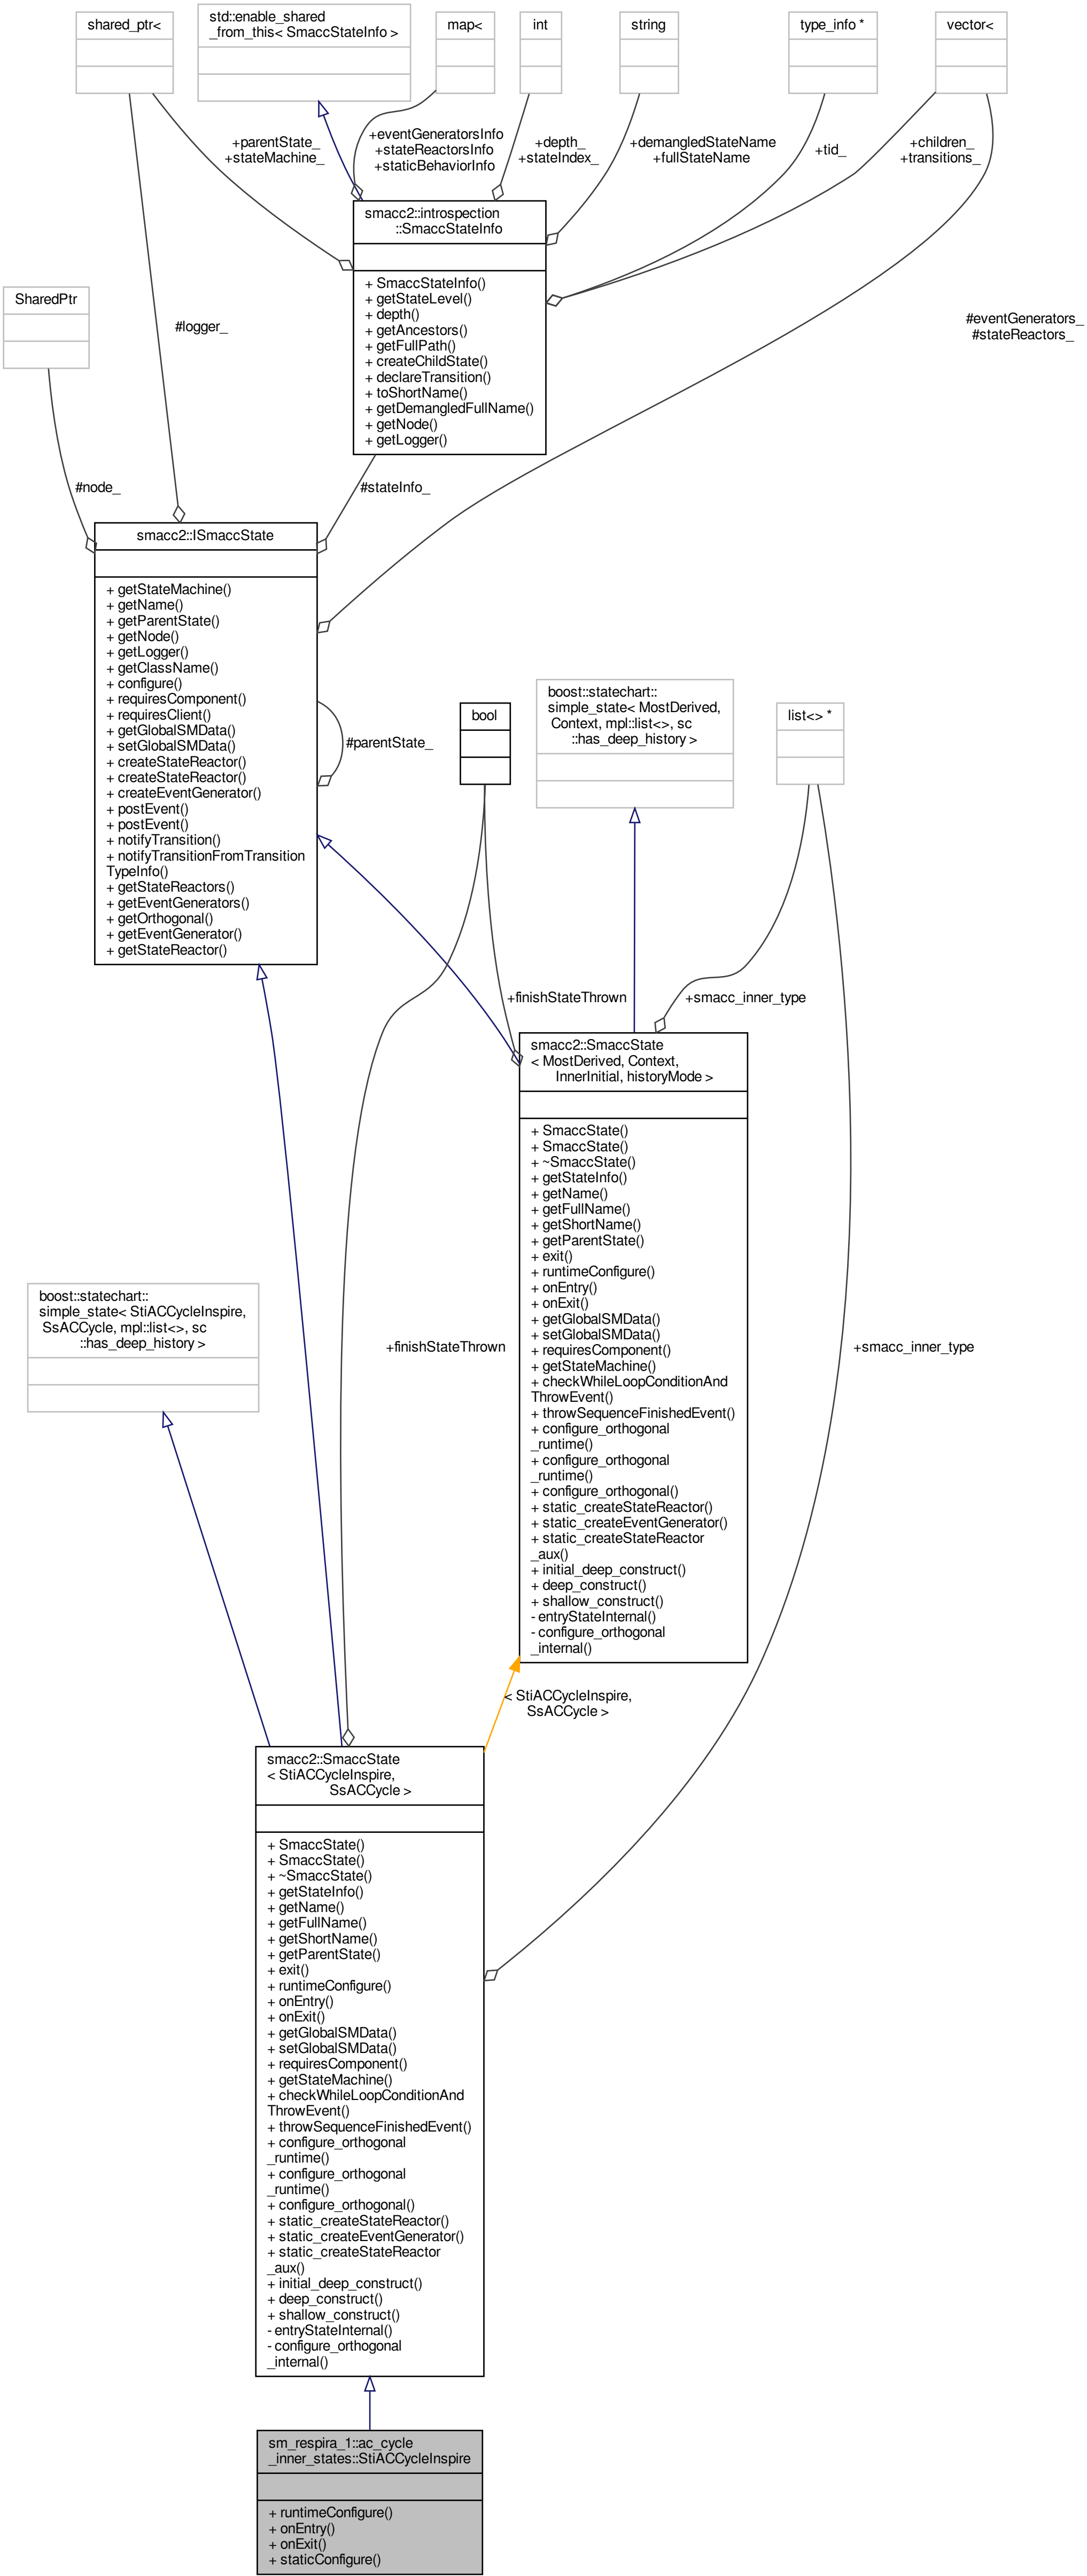 shared_ptr<
std::enable_shared
_from_this< SmaccStateInfo >
map<
int
string
type_info *
vector<
+parentState_
+stateMachine_
+eventGeneratorsInfo
+stateReactorsInfo
+staticBehaviorInfo
+depth_
+stateIndex_
+demangledStateName
+fullStateName
+tid_
+children_
+transitions_
smacc2::introspection
::SmaccStateInfo
+ SmaccStateInfo()
+ getStateLevel()
+ depth()
+ getAncestors()
+ getFullPath()
+ createChildState()
+ declareTransition()
+ toShortName()
+ getDemangledFullName()
+ getNode()
+ getLogger()
SharedPtr
#logger_
#eventGenerators_
#stateReactors_
#node_
#stateInfo_
smacc2::ISmaccState
+ getStateMachine()
+ getName()
+ getParentState()
+ getNode()
+ getLogger()
+ getClassName()
+ configure()
+ requiresComponent()
+ requiresClient()
+ getGlobalSMData()
+ setGlobalSMData()
+ createStateReactor()
+ createStateReactor()
+ createEventGenerator()
+ postEvent()
+ postEvent()
+ notifyTransition()
+ notifyTransitionFromTransition
TypeInfo()
+ getStateReactors()
+ getEventGenerators()
+ getOrthogonal()
+ getEventGenerator()
+ getStateReactor()
#parentState_
bool
boost::statechart::
simple_state< MostDerived,
Context, mpl::list<>, sc
::has_deep_history >
list<> *
+finishStateThrown
+smacc_inner_type
smacc2::SmaccState
< MostDerived, Context,
InnerInitial, historyMode >
+ SmaccState()
+ SmaccState()
+ ~SmaccState()
+ getStateInfo()
+ getName()
+ getFullName()
+ getShortName()
+ getParentState()
+ exit()
+ runtimeConfigure()
+ onEntry()
+ onExit()
+ getGlobalSMData()
+ setGlobalSMData()
+ requiresComponent()
+ getStateMachine()
+ checkWhileLoopConditionAnd
ThrowEvent()
+ throwSequenceFinishedEvent()
+ configure_orthogonal
_runtime()
+ configure_orthogonal
_runtime()
+ configure_orthogonal()
+ static_createStateReactor()
+ static_createEventGenerator()
+ static_createStateReactor
_aux()
+ initial_deep_construct()
+ deep_construct()
+ shallow_construct()
- entryStateInternal()
- configure_orthogonal
_internal()
boost::statechart::
simple_state< StiACCycleInspire,
SsACCycle, mpl::list<>, sc
::has_deep_history >
+finishStateThrown
+smacc_inner_type
< StiACCycleInspire,
SsACCycle >
smacc2::SmaccState
< StiACCycleInspire,
SsACCycle >
+ SmaccState()
+ SmaccState()
+ ~SmaccState()
+ getStateInfo()
+ getName()
+ getFullName()
+ getShortName()
+ getParentState()
+ exit()
+ runtimeConfigure()
+ onEntry()
+ onExit()
+ getGlobalSMData()
+ setGlobalSMData()
+ requiresComponent()
+ getStateMachine()
+ checkWhileLoopConditionAnd
ThrowEvent()
+ throwSequenceFinishedEvent()
+ configure_orthogonal
_runtime()
+ configure_orthogonal
_runtime()
+ configure_orthogonal()
+ static_createStateReactor()
+ static_createEventGenerator()
+ static_createStateReactor
_aux()
+ initial_deep_construct()
+ deep_construct()
+ shallow_construct()
- entryStateInternal()
- configure_orthogonal
_internal()
sm_respira_1::ac_cycle
_inner_states::StiACCycleInspire
+ runtimeConfigure()
+ onEntry()
+ onExit()
+ staticConfigure()